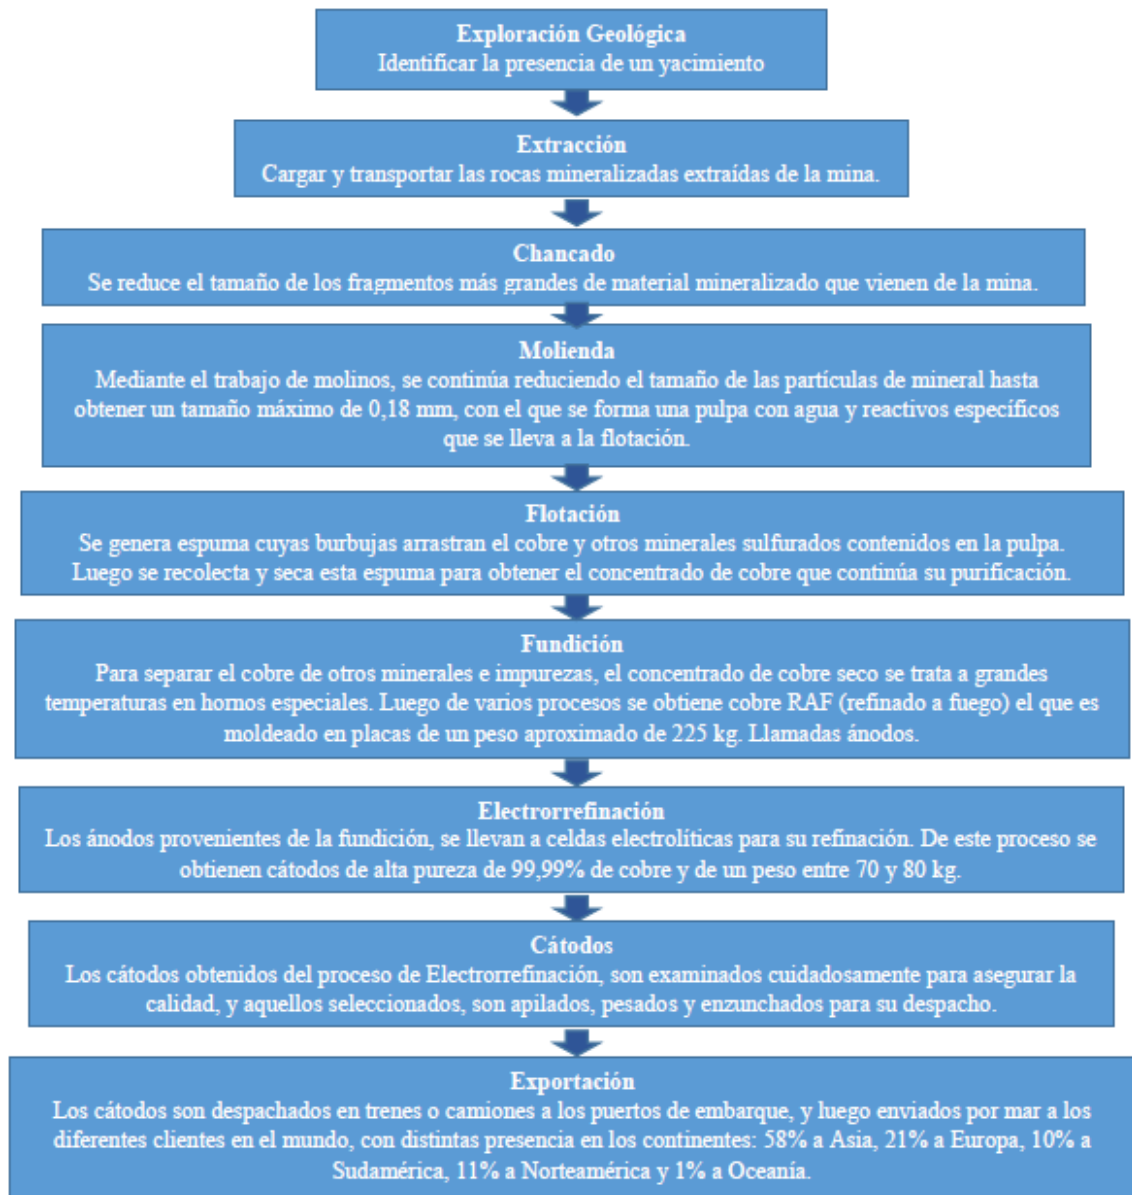 Exploración Geológica
Identificar la presencia de un yacimiento
Extracción
Cargar y transportar las rocas mineralizadas extraídas de la mina.
Chancado
Se reduce el tamaño de los fragmentos más grandes de material mineralizado que vienen de la mina.
Molienda
Mediante el trabajo de molinos, se continúa reduciendo el tamaño de las partículas de mineral hasta
obtener un tamaño máximo de 0,18 mm, con el que se forma una pulpa con agua y reactivos específicos
que se lleva a la flotación.
Flotación
Se genera espuma cuyas burbujas arrastran el cobre y otros minerales sulfurados contenidos en la pulpa.
Luego se recolecta y seca esta espuma para obtener el concentrado de cobre que continúa su purificación.
Fundición
Para separar el cobre de otros minerales e impurezas, el concentrado de cobre seco se trata a grandes
temperaturas en hornos especiales. Luego de varios procesos se obtiene cobre RAF (refinado a fuego) el que es
moldeado en placas de un peso aproximado de 225 kg. Llamadas ánodos.
Electrorrefinación
Los ánodos provenientes de la fundición, se llevan a celdas electrolíticas para su refinación. De este proceso se
obtienen cátodos de alta pureza de 99,99% de cobre y de un peso entre 70 y 80 kg.
Cátodos
Los cátodos obtenidos del proceso de Electrorrefinación, son examinados cuidadosamente para asegurar la
calidad, y aquellos seleccionados, son apilados, pesados y enzunchados para su despacho.
Exportación
Los cátodos son despachados en trenes o camiones a los puertos de embarque, y luego enviados por mar a los
diferentes clientes en el mundo, con distintas presencia en los continentes: 58% a Asia, 21% a Europa, 10% a
Sudamérica, 11% a Norteamérica y 1% a Oceanía.